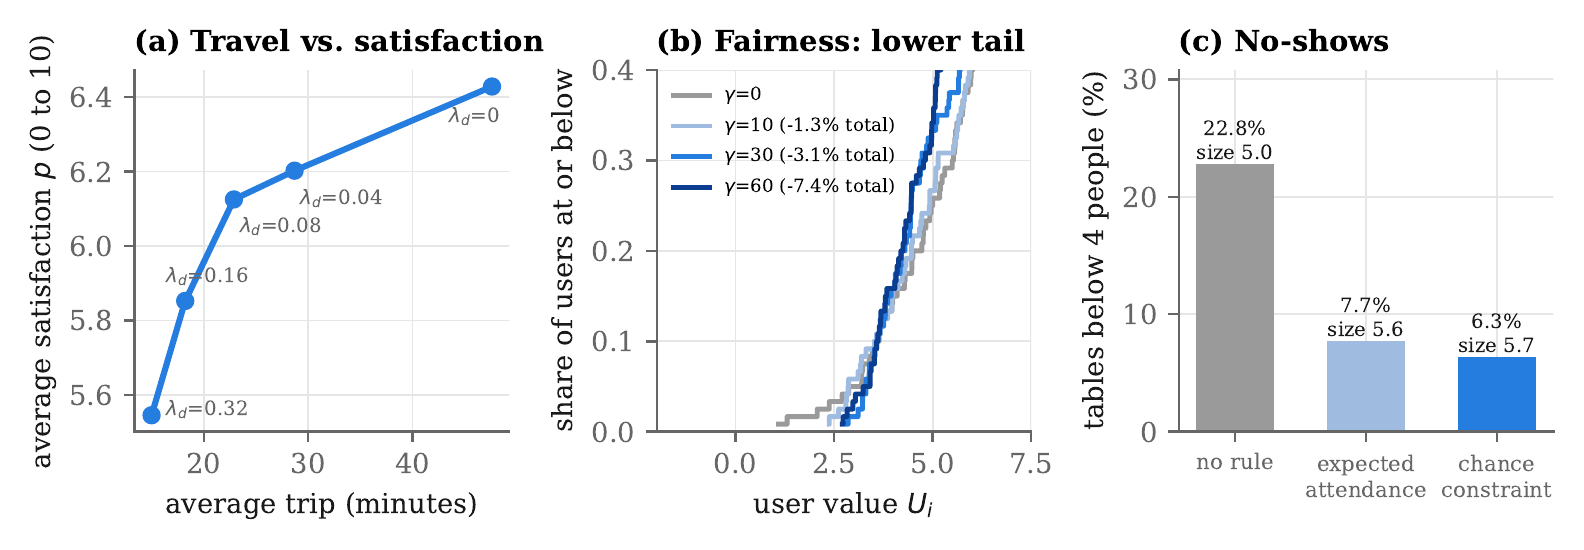 (a) Travel vs. satisfaction
average satisfaction p (0 to 10)
6.4
6.2
6.0
5.8
5.6
λd=0
λd=0.04
λd=0.08
λd=0.16
λd=0.32
20 30 40
average trip (minutes)
(b) Fairness: lower tail
share of users at or below
0.4
0.3
0.2
0.1
0.0
γ=0
γ=10 (-1.3% total)
γ=30 (-3.1% total)
γ=60 (-7.4% total)
0.0 2.5 5.0 7.5
user value Ui
(c) No-shows
tables below 4 people (%)
30
20
10
0
22.8%
size 5.0
7.7%
size 5.6
6.3%
size 5.7
no rule
expected
attendance
chance
constraint